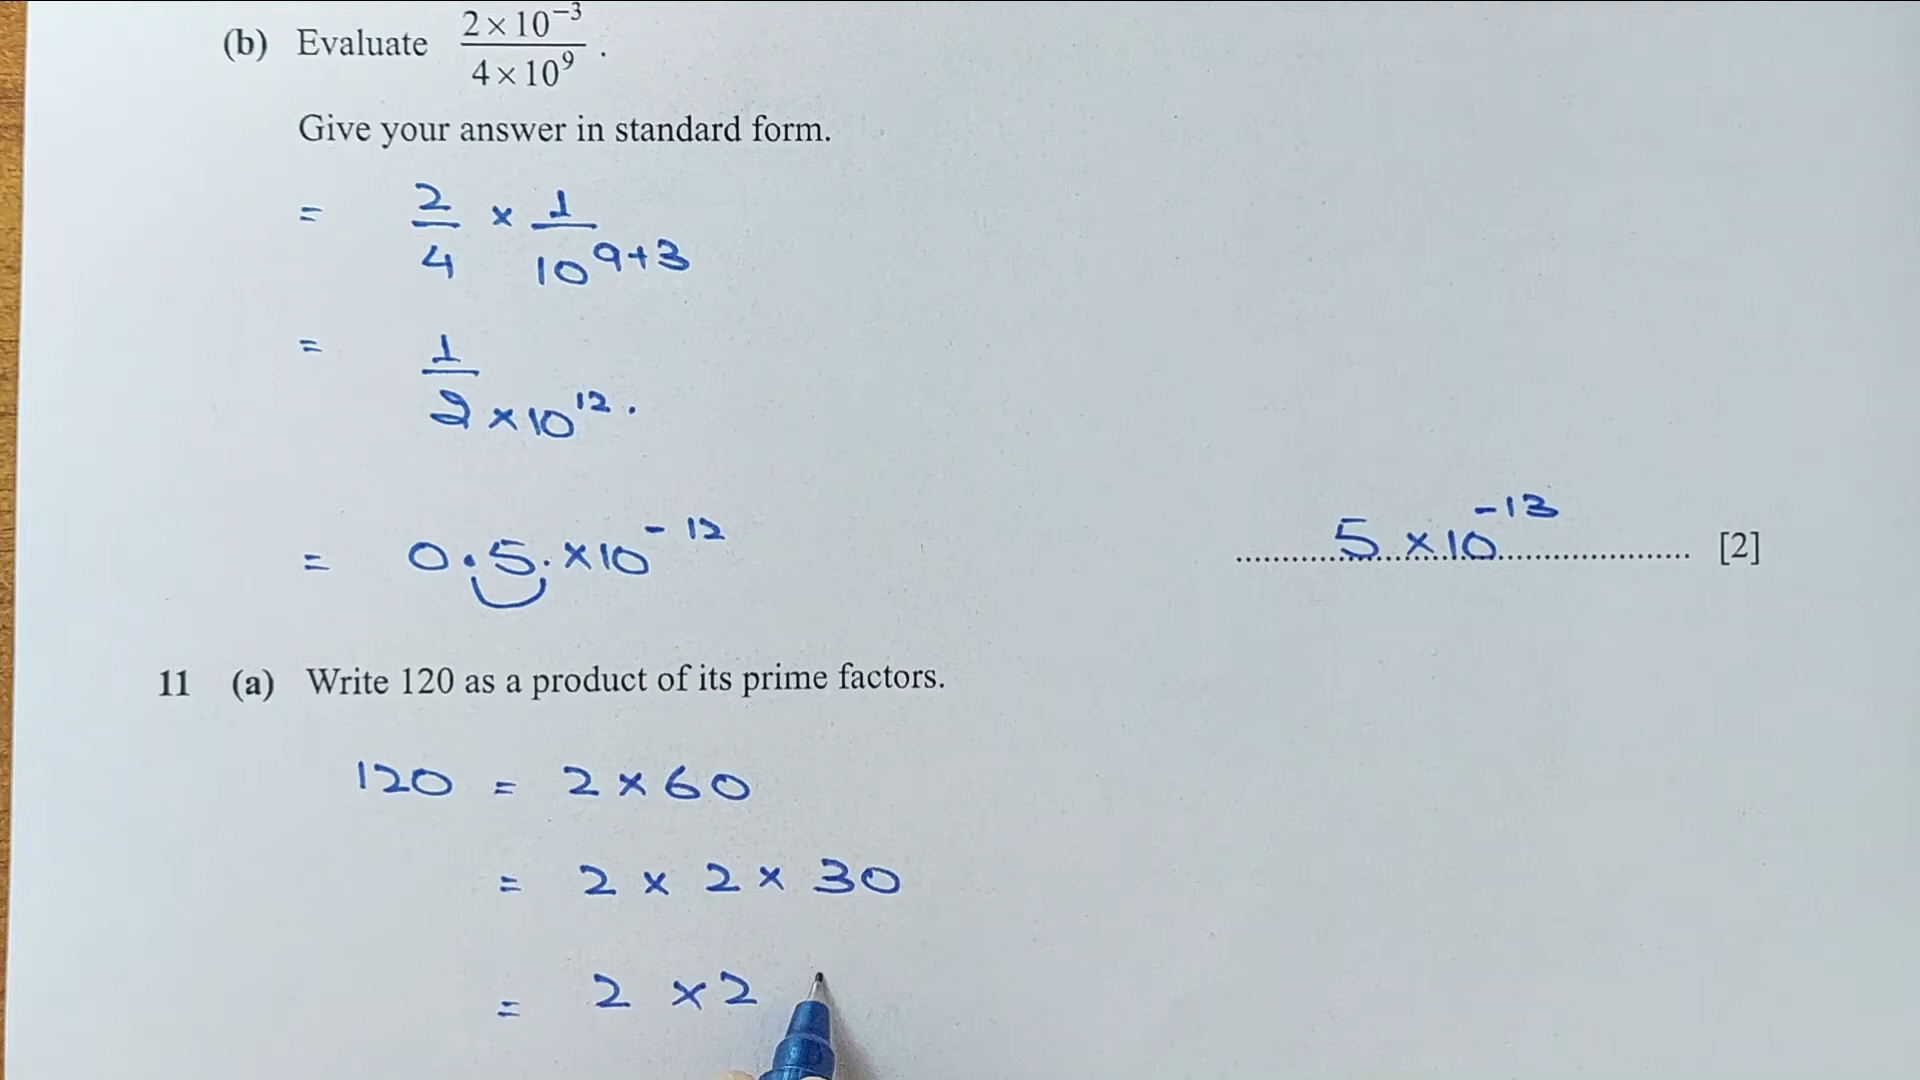 (b) Evaluate 2 × 10⁻³ / 4 × 10⁹ .
Give your answer in standard form.
= 2/4 × 1/10⁹⁺³
= 1/2 × 10¹² .
= 0.5. × 10⁻¹²
5 × 10⁻¹³ [2]
11 (a) Write 120 as a product of its prime factors.
120 = 2 × 60
= 2 × 2 × 30
= 2 × 2